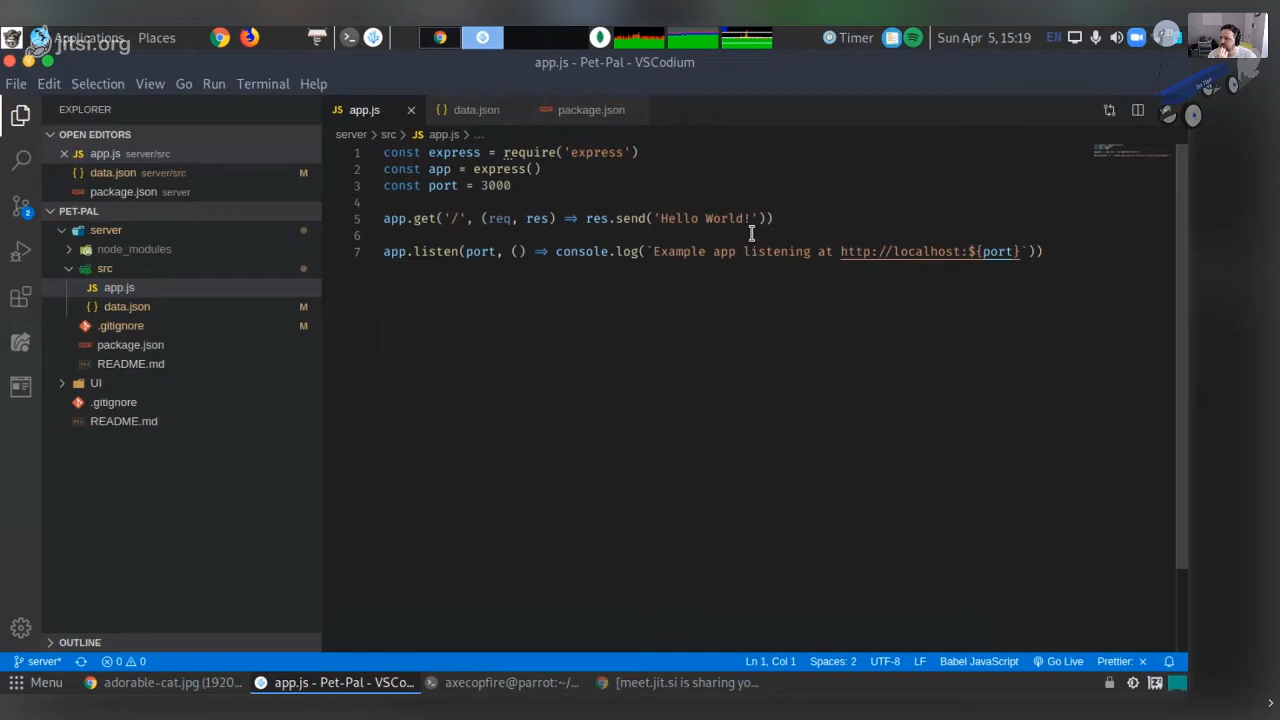 Applications Places
jitsi.org
Timer
Sun Apr 5, 15:19
EN
app.js - Pet-Pal - VSCodium
File Edit Selection View Go Run Terminal Help
EXPLORER
OPEN EDITORS
app.js server/src
data.json server/src M
package.json server
PET-PAL
server
node_modules
src
app.js
data.json M
.gitignore M
package.json
README.md
UI
.gitignore
README.md
OUTLINE
2
app.js
data.json
package.json
server > src > JS app.js > ...
1 const express = require('express')
2 const app = express()
3 const port = 3000
4
5 app.get('/', (req, res) => res.send('Hello World!'))
6
7 app.listen(port, () => console.log(`Example app listening at http://localhost:${port}`))
server* 0 0
Ln 1, Col 1 Spaces: 2 UTF-8 LF Babel JavaScript Go Live Prettier: ×
Menu
adorable-cat.jpg (1920...
app.js - Pet-Pal - VSCo...
axecopfire@parrot:~/...
[meet.jit.si is sharing yo...